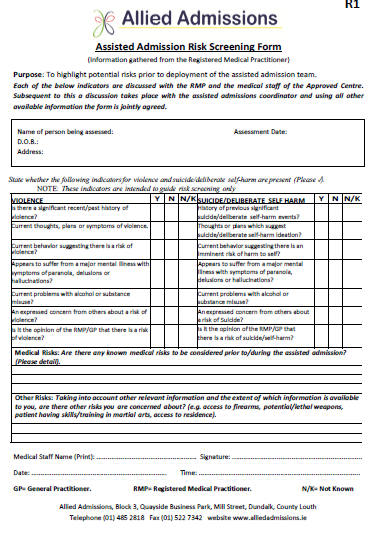 R1
Allied Admissions
Assisted Admission Risk Screening Form
(Information gathered from the Registered Medical Practitioner)
Purpose: To highlight potential risks prior to deployment of the assisted admission team.
Each of the below indicators are discussed with the RMP and the medical staff of the Approved Centre.
Subsequent to this a discussion takes place with the assisted admissions coordinator and using all other
available information the form is jointly agreed.
Name of person being assessed: Assessment Date:
D.O.B.:
Address:
State whether the following indicators for violence and suicide/deliberate self-harm are present (Please √).
NOTE: These indicators are intended to guide risk screening only
VIOLENCE Y N N/K SUICIDE/DELIBERATE SELF HARM Y N N/K
Is there a significant recent/past history of
violence?
History of previous significant
suicide/deliberate self-harm events?
Current thoughts, plans or symptoms of violence.
Thoughts or plans which suggest
suicide/deliberate self-harm ideation?
Current behavior suggesting there is a risk of
violence?
Current behavior suggesting there is an
imminent risk of harm to self?
Appears to suffer from a major mental illness with
symptoms of paranoia, delusions or
hallucinations?
Appears to suffer from a major mental
illness with symptoms of paranoia,
delusions or hallucinations?
Current problems with alcohol or substance
misuse?
Current problems with alcohol or
substance misuse?
An expressed concern from others about a risk of
violence?
An expressed concern from others about
a risk of Suicide?
Is it the opinion of the RMP/GP that there is a risk
of violence?
Is it the opinion of the RMP/GP that
there is a risk of suicide/self-harm?
Medical Risks: Are there any known medical risks to be considered prior to/during the assisted admission?
(Please detail).
Other Risks: Taking into account other relevant information and the extent of which information is available
to you, are there other risks you are concerned about? (e.g. access to firearms, potential/lethal weapons,
patient having skills/training in martial arts, access to residence).
Medical Staff Name (Print): Signature:
Date: Time:
GP= General Practitioner. RMP= Registered Medical Practitioner. N/K= Not Known
Allied Admissions, Block 3, Quayside Business Park, Mill Street, Dundalk, County Louth
Telephone (01) 485 2818 Fax (01) 522 7342 website www.alliedadmissions.ie